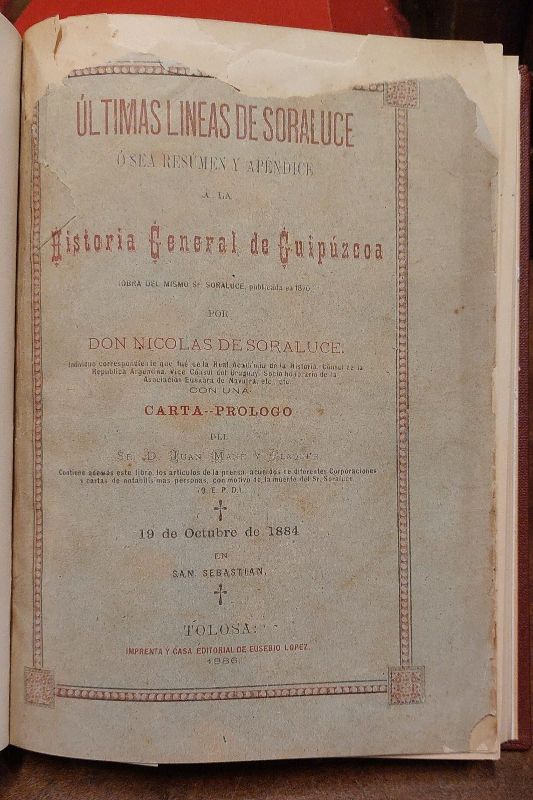 ÚLTIMAS LINEAS DE SORALUCE
Ó SEA RESÚMEN Y APÉNDICE
Á LA
Historia General de Guipúzcoa
(OBRA DEL MISMO SR. SORALUCE, publicada en 1870)
POR
DON NICOLAS DE SORALUCE.
Individuo correspondiente que fué de la Real Academia de la Historia, Cónsul de la
República Argentina, Vice Cónsul del Uruguay, Socio honorario de la
Asociación Euskara de Navarra, etc., etc.
CON UNA
CARTA--PROLOGO
DEL
SR. D. JUAN MAÑÉ Y FLAQUER
Contiene además este libro, los artículos de la prensa, acuerdos de diferentes Corporaciones
y cartas de notabilísimas personas, con motivo de la muerte del Sr. Soraluce
(Q. E. P. D.)
19 de Octubre de 1884
EN
SAN SEBASTIAN.
TOLOSA:
IMPRENTA Y CASA EDITORIAL DE EUSEBIO LOPEZ.
1886